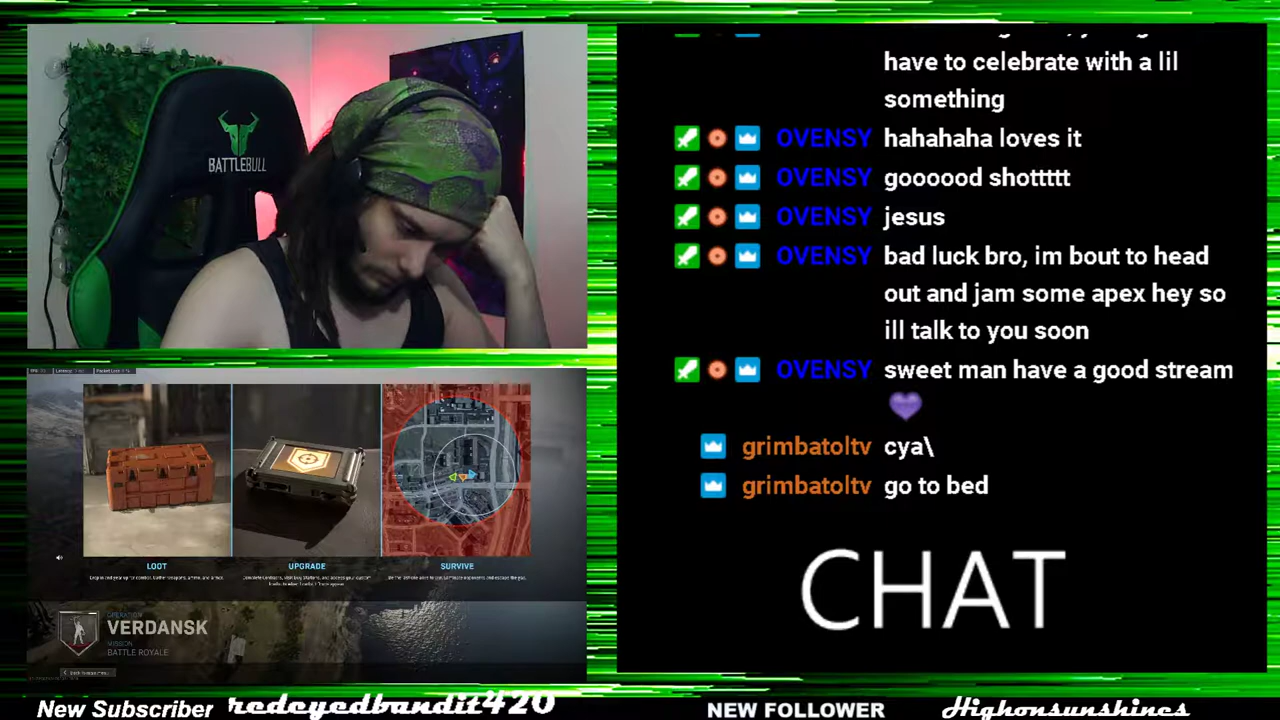 BATTLEBULL
have to celebrate with a lil
something
OVENSY hahahaha loves it
OVENSY goooood shottttt
OVENSY jesus
OVENSY bad luck bro, im bout to head
out and jam some apex hey so
ill talk to you soon
OVENSY sweet man have a good stream
grimbatoltv cya\
grimbatoltv go to bed
CHAT
LOOT
UPGRADE
SURVIVE
OPERATION
VERDANSK
MISSION
BATTLE ROYALE
New Subscriber redeyedbandit420
NEW FOLLOWER Highonsunshines